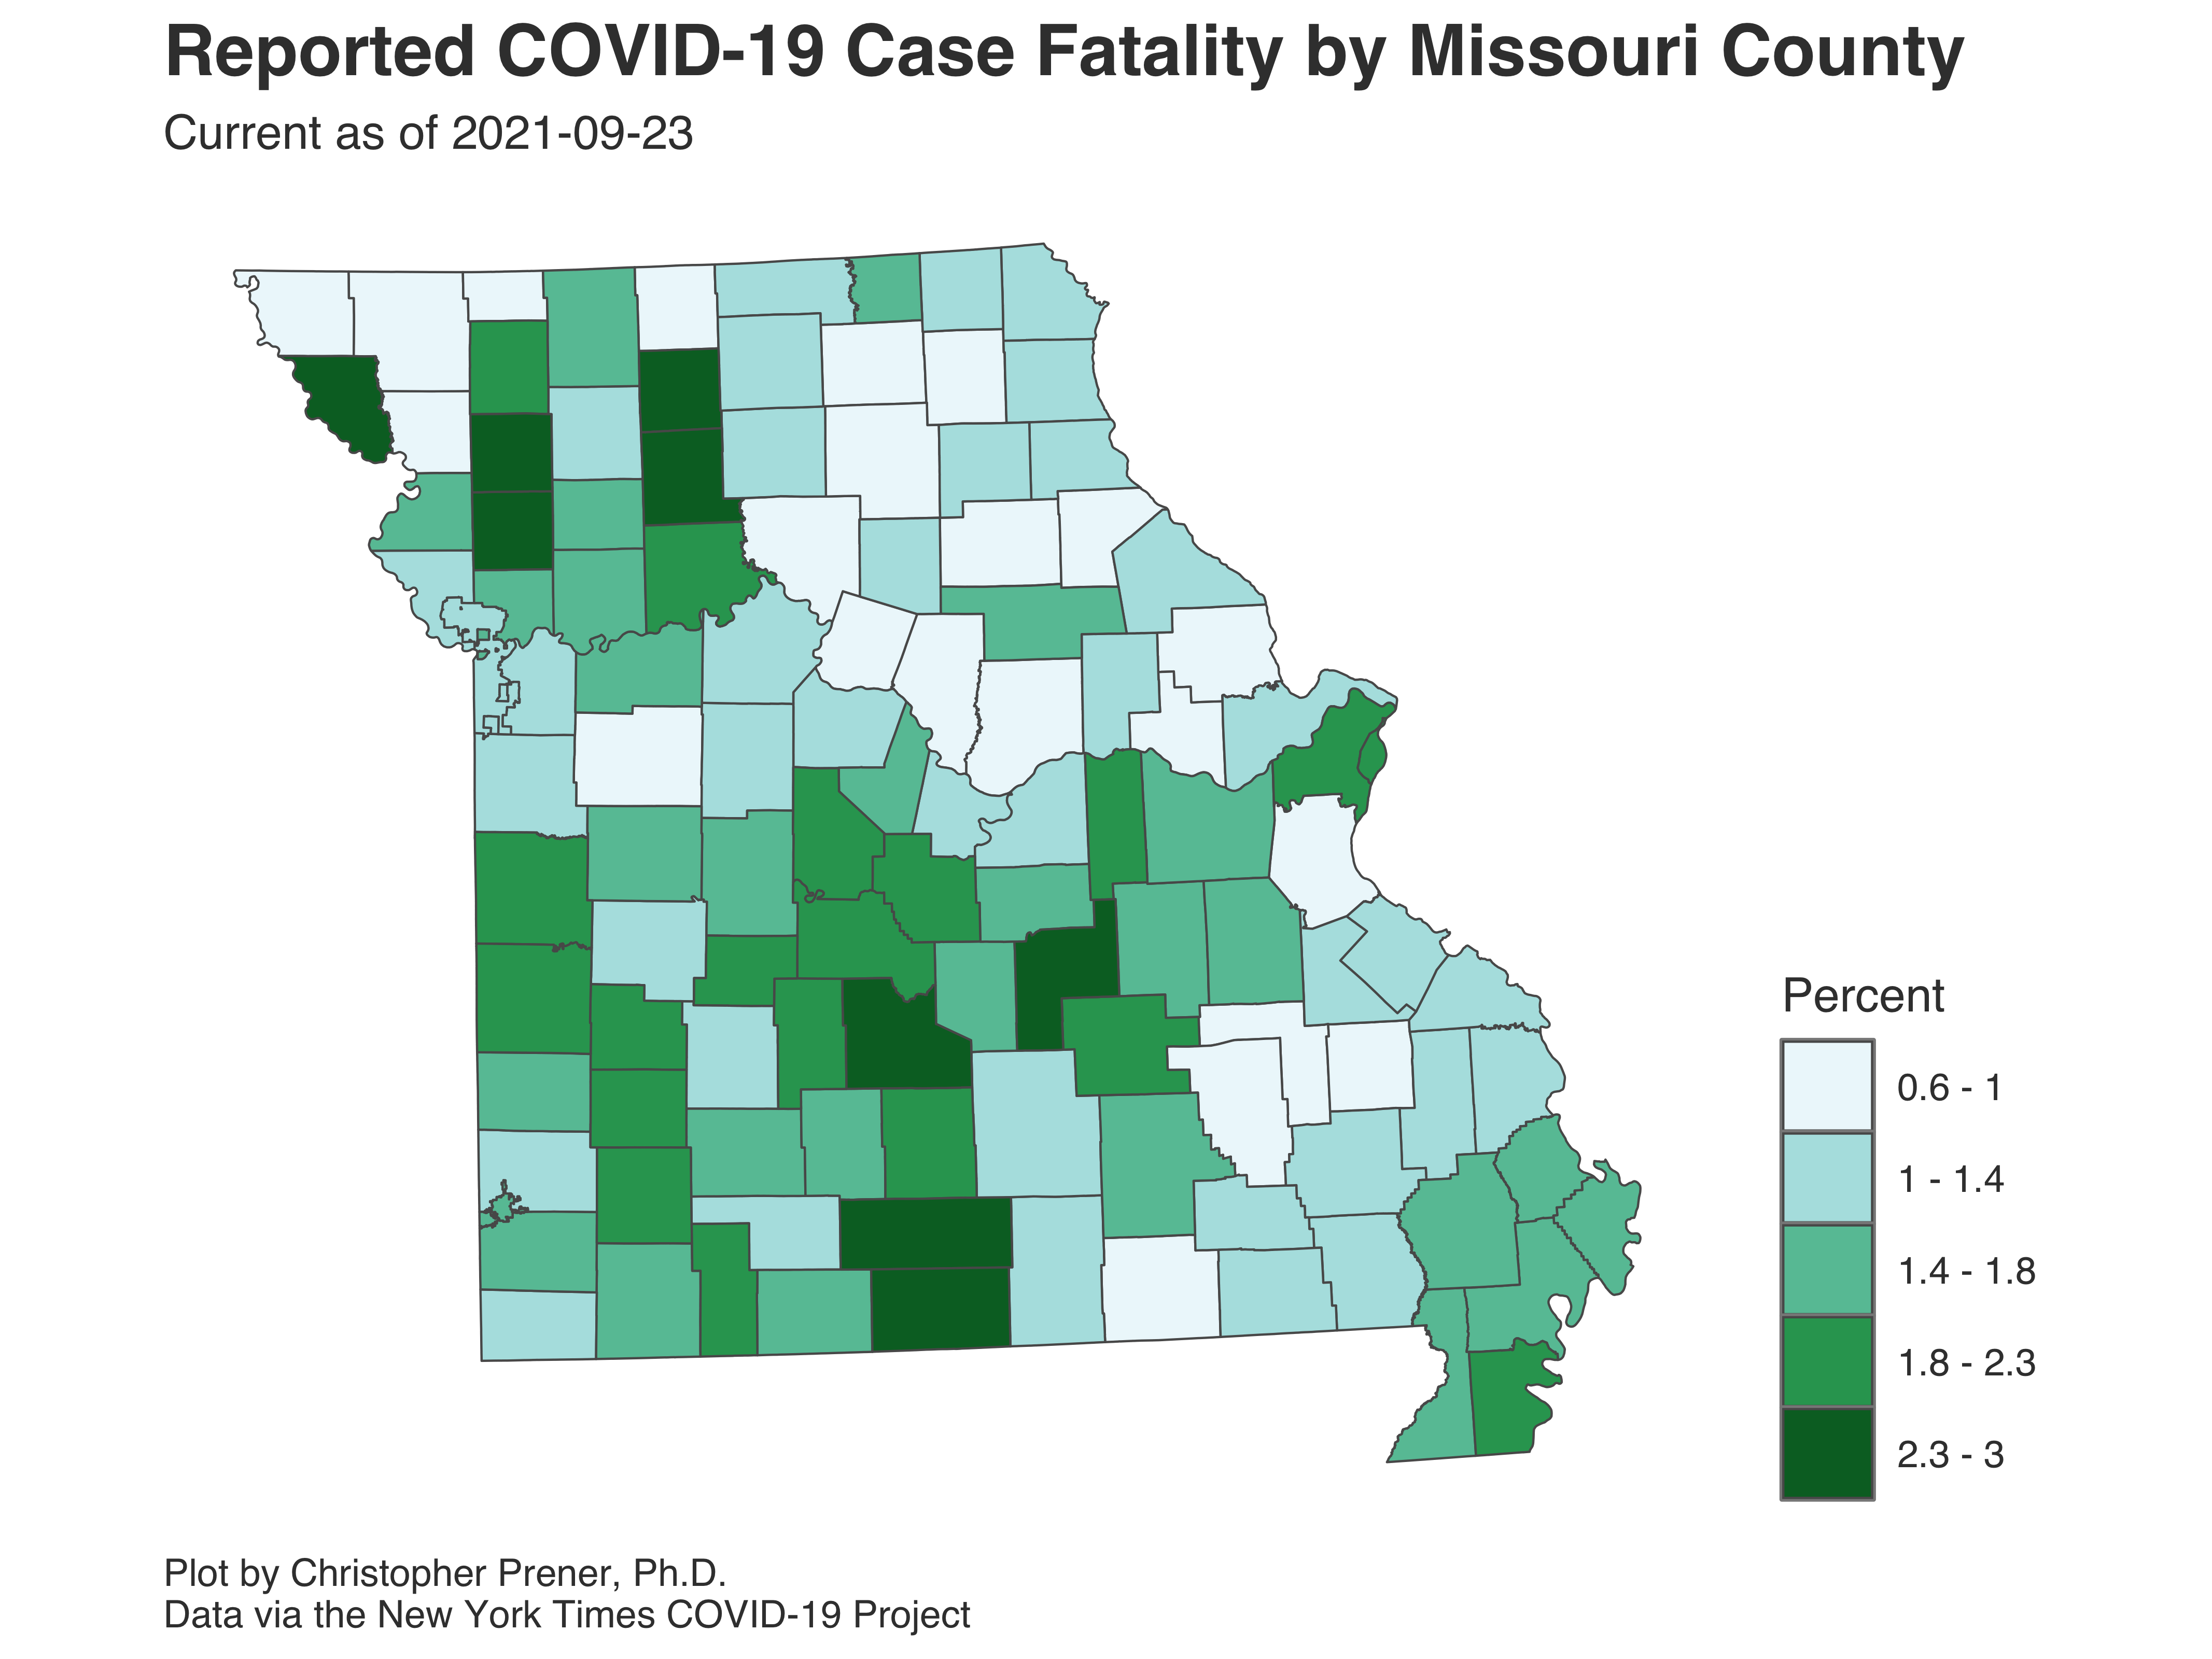 Reported COVID-19 Case Fatality by Missouri County
Current as of 2021-09-23
Percent
0.6 - 1
1 - 1.4
1.4 - 1.8
1.8 - 2.3
2.3 - 3
Plot by Christopher Prener, Ph.D.
Data via the New York Times COVID-19 Project